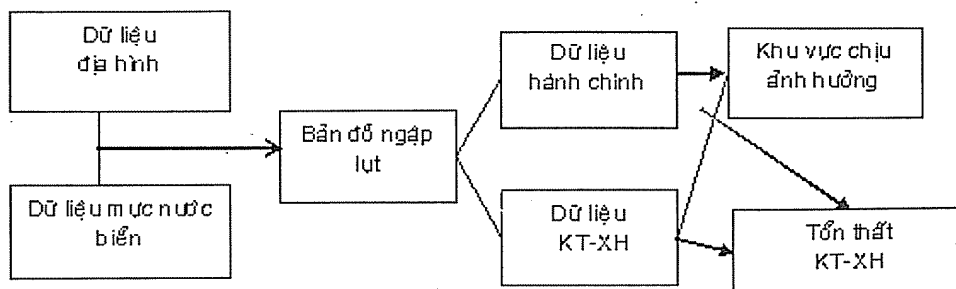 Dữ liệu
địa hình
Dữ liệu mực nước
biển
Bản đồ ngập
lụt
Dữ liệu
hành chính
Dữ liệu
KT-XH
Khu vực chịu
ảnh hưởng
Tổn thất
KT-XH